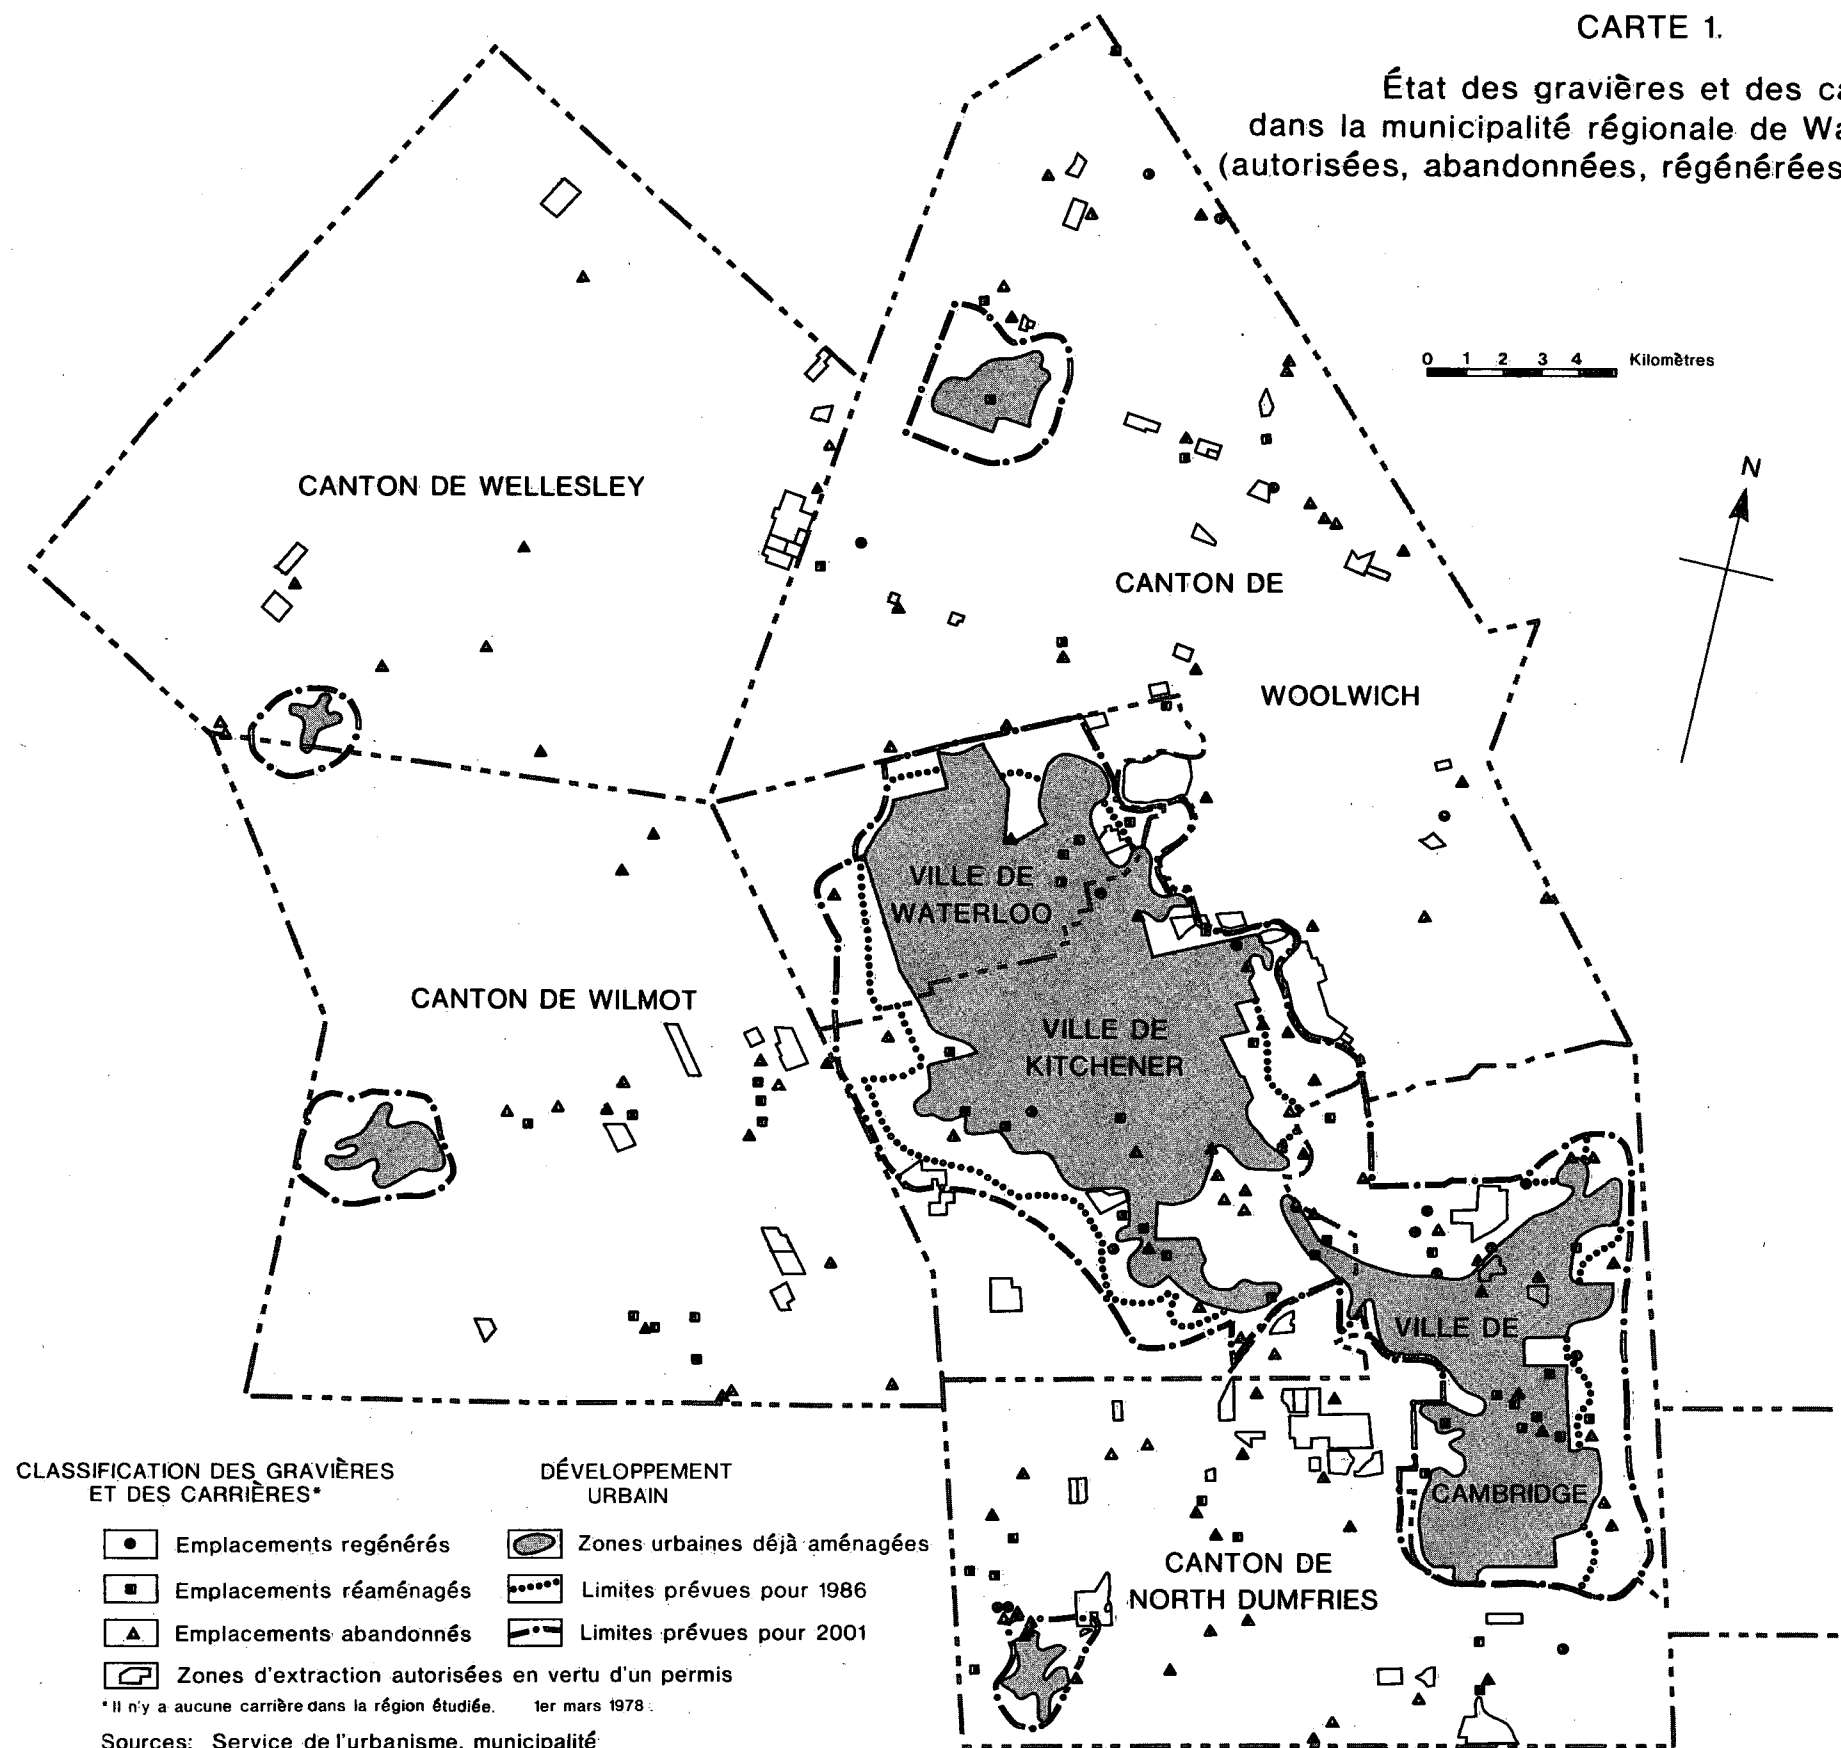 CARTE 1.
État des gravières et des
dans la municipalité régionale de
(autorisées, abandonnées, régénérées
0 1 2 3 4 Kilomètres
N
CANTON DE WELLESLEY
CANTON DE
WOOLWICH
VILLE DE
WATERLOO
CANTON DE WILMOT
VILLE DE
KITCHENER
VILLE DE
CAMBRIDGE
CANTON DE
NORTH DUMFRIES
CLASSIFICATION DES GRAVIÈRES
ET DES CARRIÈRES*
Emplacements regénérés
Emplacements réaménagés
Emplacements abandonnés
Zones d'extraction autorisées en vertu d'un permis
DÉVELOPPEMENT
URBAIN
Zones urbaines déjà aménagées
Limites prévues pour 1986
Limites prévues pour 2001
* Il n'y a aucune carrière dans la région étudiée. 1er mars 1978
Sources: Service de l'urbanisme, municipalité